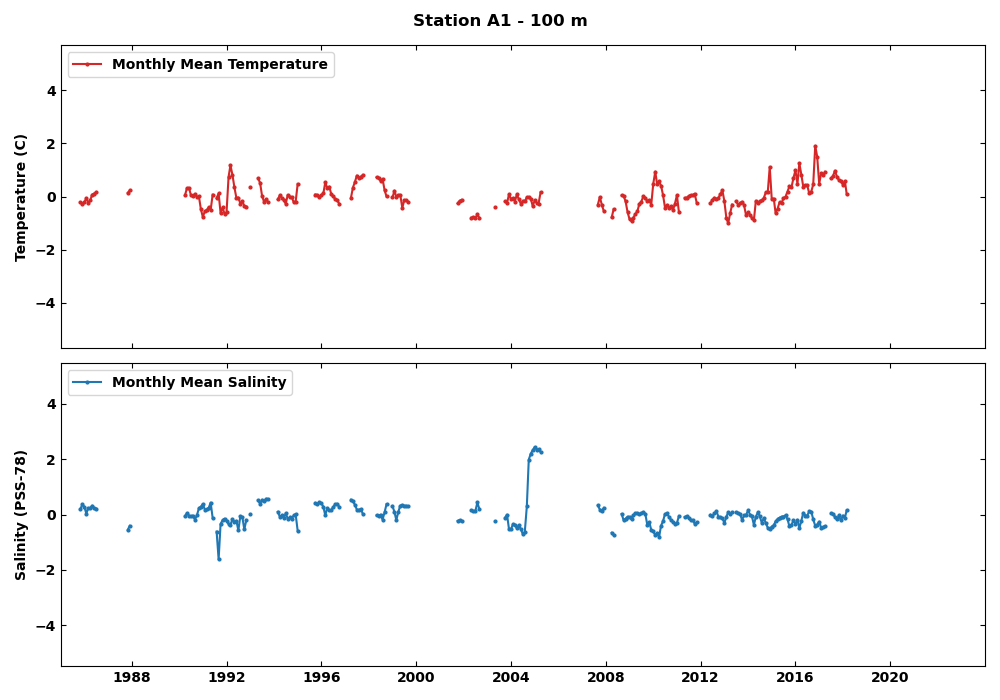 Station A1 - 100 m
Monthly Mean Temperature
Temperature (C)
4
2
0
−2
−4
Monthly Mean Salinity
Salinity (PSS-78)
4
2
0
−2
−4
1988 1992 1996 2000 2004 2008 2012 2016 2020